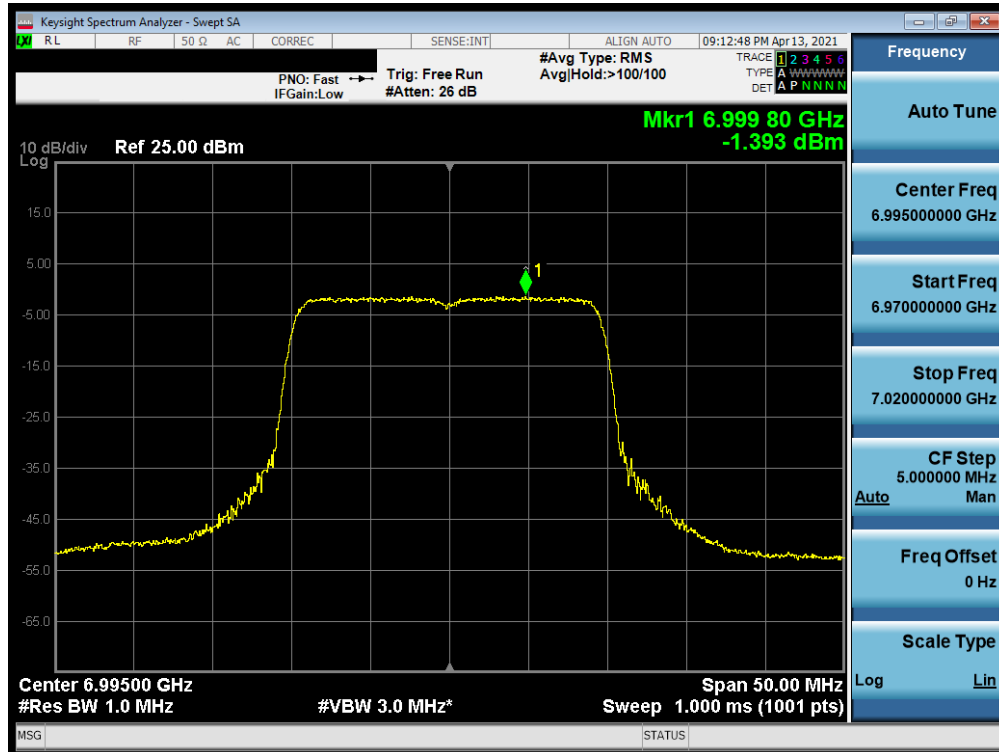 Keysight Spectrum Analyzer - Swept SA
LXI RL RF 50 Ω AC CORREC SENSE:INT ALIGN AUTO 09:12:48 PM Apr 13, 2021
PNO: Fast Trig: Free Run #Avg Type: RMS TRACE 1 2 3 4 5 6
IFGain:Low #Atten: 26 dB Avg|Hold:>100/100 TYPE A WWWWW
DET A P N N N N
Mkr1 6.999 80 GHz
-1.393 dBm
10 dB/div Ref 25.00 dBm
Log
15.0
5.00
1
-5.00
-15.0
-25.0
-35.0
-45.0
-55.0
-65.0
Center 6.99500 GHz Span 50.00 MHz
#Res BW 1.0 MHz #VBW 3.0 MHz* Sweep 1.000 ms (1001 pts)
MSG STATUS
Frequency
Auto Tune
Center Freq
6.995000000 GHz
Start Freq
6.970000000 GHz
Stop Freq
7.020000000 GHz
CF Step
5.000000 MHz
Auto Man
Freq Offset
0 Hz
Scale Type
Log Lin